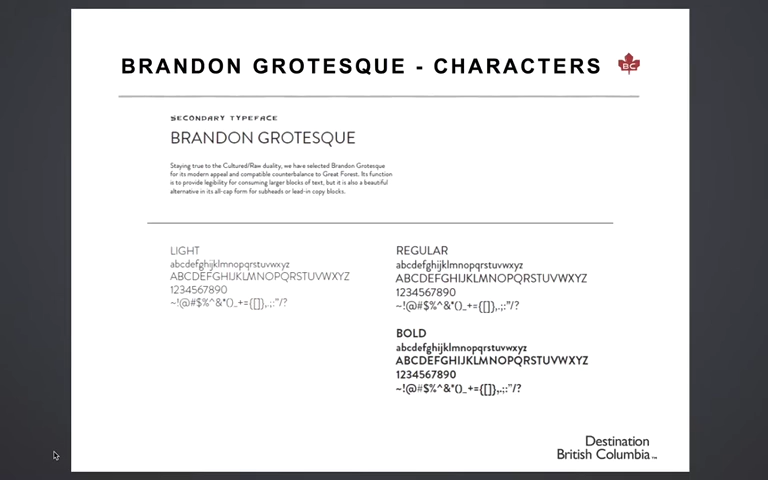 BRANDON GROTESQUE - CHARACTERS
BC
SECONDARY TYPEFACE
BRANDON GROTESQUE
Staying true to the Cultured/Raw duality, we have selected Brandon Grotesque
for its modern appeal and compatible counterbalance to Great Forest. Its function
is to provide legibility for consuming larger blocks of text, but it is also a beautiful
alternative in its all-cap form for subheads or lead-in copy blocks.
LIGHT
abcdefghijklmnopqrstuvwxyz
ABCDEFGHIJKLMNOPQRSTUVWXYZ
1234567890
~!@#$%^&*()_+={[]},.;:"/?
REGULAR
abcdefghijklmnopqrstuvwxyz
ABCDEFGHIJKLMNOPQRSTUVWXYZ
1234567890
~!@#$%^&*()_+={[]},.;:"/?
BOLD
abcdefghijklmnopqrstuvwxyz
ABCDEFGHIJKLMNOPQRSTUVWXYZ
1234567890
~!@#$%^&*()_+={[]},.;:"/?
Destination
British Columbia™